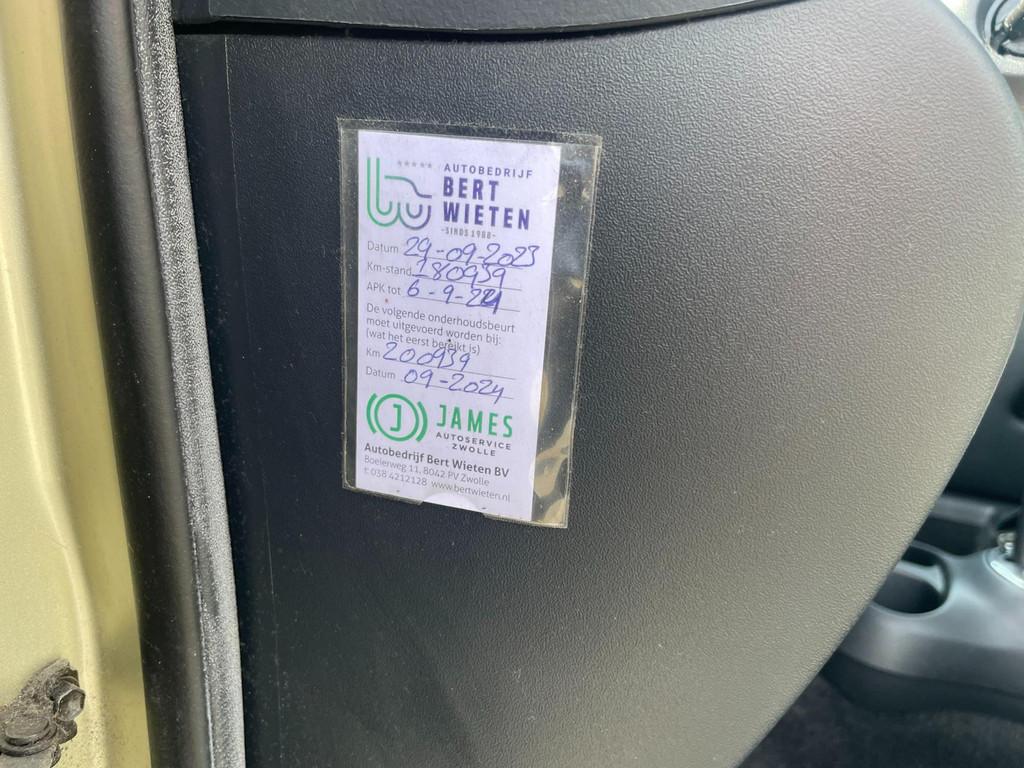 AUTOBEDRIJF
BERT
WIETEN
-SINDS 1988-
Datum 29-09-2023
Km-stand 180939
APK tot 6-9-24
De volgende onderhoudsbeurt
moet uitgevoerd worden bij:
(wat het eerst bereikt is)
Km 200939
Datum 09-2024
J JAMES
AUTOSERVICE
ZWOLLE
Autobedrijf Bert Wieten BV
Boeierweg 11, 8042 PV Zwolle
t: 038 4212128 www.bertwieten.nl